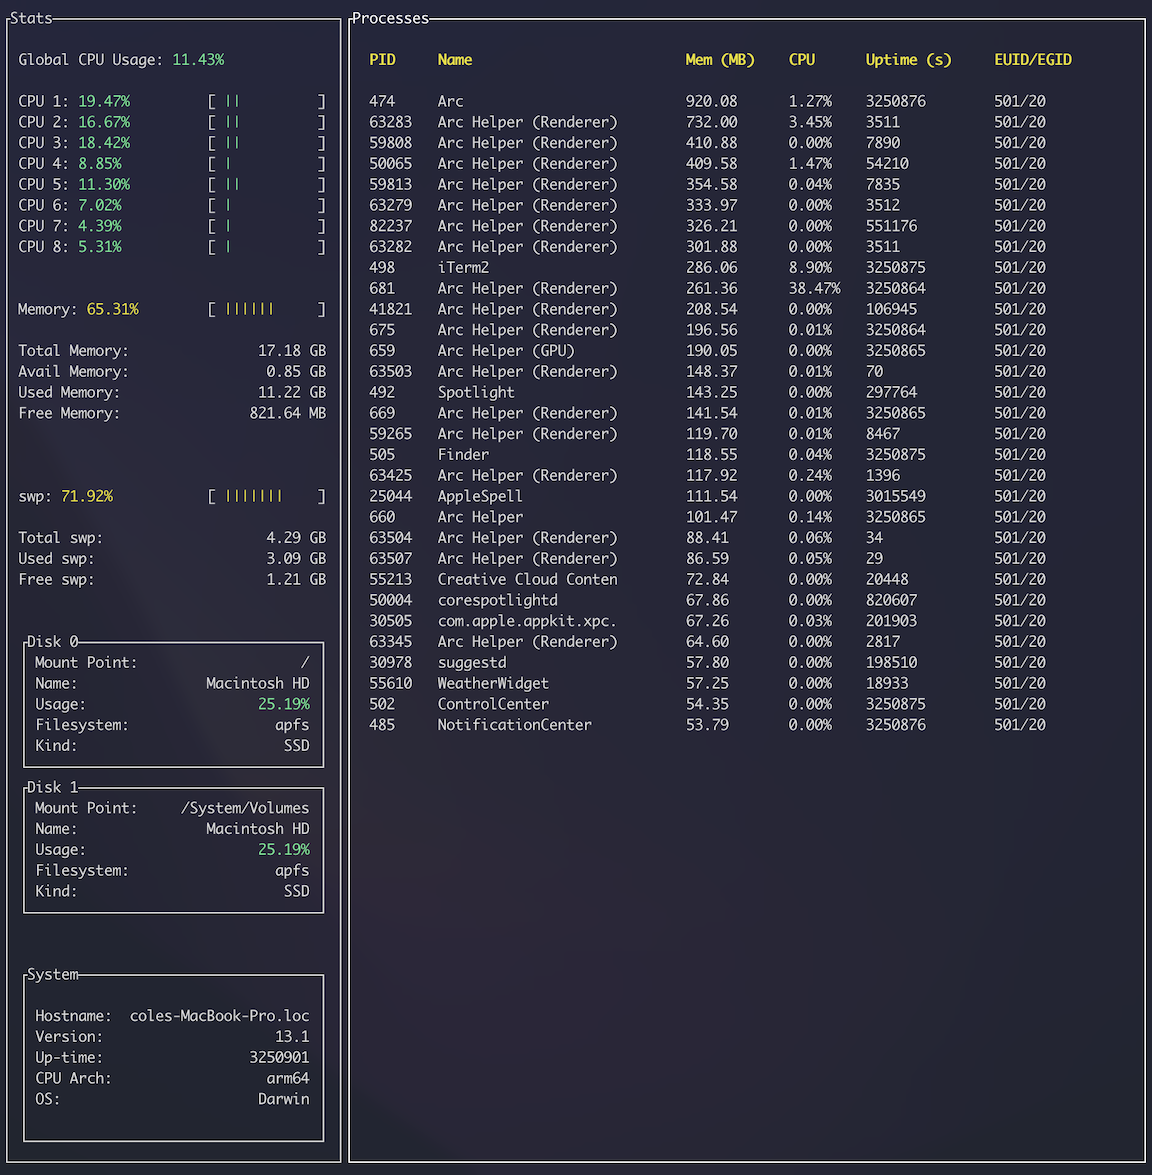 Stats
Global CPU Usage: 11.43%
CPU 1: 19.47% [ || ]
CPU 2: 16.67% [ || ]
CPU 3: 18.42% [ || ]
CPU 4: 8.85% [ | ]
CPU 5: 11.30% [ || ]
CPU 6: 7.02% [ | ]
CPU 7: 4.39% [ | ]
CPU 8: 5.31% [ | ]
Memory: 65.31% [ |||||| ]
Total Memory: 17.18 GB
Avail Memory: 0.85 GB
Used Memory: 11.22 GB
Free Memory: 821.64 MB
swp: 71.92% [ ||||||| ]
Total swp: 4.29 GB
Used swp: 3.09 GB
Free swp: 1.21 GB
Disk 0
Mount Point: /
Name: Macintosh HD
Usage: 25.19%
Filesystem: apfs
Kind: SSD
Disk 1
Mount Point: /System/Volumes
Name: Macintosh HD
Usage: 25.19%
Filesystem: apfs
Kind: SSD
System
Hostname: coles-MacBook-Pro.loc
Version: 13.1
Up-time: 3250901
CPU Arch: arm64
OS: Darwin
Processes
PID Name Mem (MB) CPU Uptime (s) EUID/EGID
474 Arc 920.08 1.27% 3250876 501/20
63283 Arc Helper (Renderer) 732.00 3.45% 3511 501/20
59808 Arc Helper (Renderer) 410.88 0.00% 7890 501/20
50065 Arc Helper (Renderer) 409.58 1.47% 54210 501/20
59813 Arc Helper (Renderer) 354.58 0.04% 7835 501/20
63279 Arc Helper (Renderer) 333.97 0.00% 3512 501/20
82237 Arc Helper (Renderer) 326.21 0.00% 551176 501/20
63282 Arc Helper (Renderer) 301.88 0.00% 3511 501/20
498 iTerm2 286.06 8.90% 3250875 501/20
681 Arc Helper (Renderer) 261.36 38.47% 3250864 501/20
41821 Arc Helper (Renderer) 208.54 0.00% 106945 501/20
675 Arc Helper (Renderer) 196.56 0.01% 3250864 501/20
659 Arc Helper (GPU) 190.05 0.00% 3250865 501/20
63503 Arc Helper (Renderer) 148.37 0.01% 70 501/20
492 Spotlight 143.25 0.00% 297764 501/20
669 Arc Helper (Renderer) 141.54 0.01% 3250865 501/20
59265 Arc Helper (Renderer) 119.70 0.01% 8467 501/20
505 Finder 118.55 0.04% 3250875 501/20
63425 Arc Helper (Renderer) 117.92 0.24% 1396 501/20
25044 AppleSpell 111.54 0.00% 3015549 501/20
660 Arc Helper 101.47 0.14% 3250865 501/20
63504 Arc Helper (Renderer) 88.41 0.06% 34 501/20
63507 Arc Helper (Renderer) 86.59 0.05% 29 501/20
55213 Creative Cloud Conten 72.84 0.00% 20448 501/20
50004 corespotlightd 67.86 0.00% 820607 501/20
30505 com.apple.appkit.xpc. 67.26 0.03% 201903 501/20
63345 Arc Helper (Renderer) 64.60 0.00% 2817 501/20
30978 suggestd 57.80 0.00% 198510 501/20
55610 WeatherWidget 57.25 0.00% 18933 501/20
502 ControlCenter 54.35 0.00% 3250875 501/20
485 NotificationCenter 53.79 0.00% 3250876 501/20